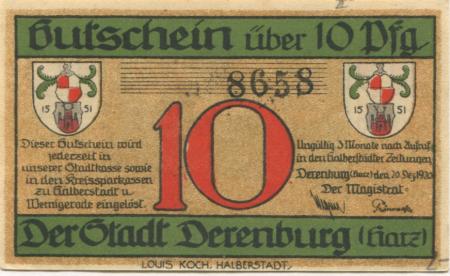 Gutschein über 10 Pfg
8658
15 51
15 51
10
Dieser Gutschein wird
jederzeit in
unserer Stadtkasse sowie
in den Kreissparkassen
zu Halberstadt u.
Wernigerode eingelöst.
Ungültig 3 Monate nach Aufruf
in den Halberstädter Zeitungen
Derenburg (Harz) den 20. Dez. 1920
Der Magistrat
Der Stadt Derenburg (Harz)
LOUIS KOCH, HALBERSTADT.